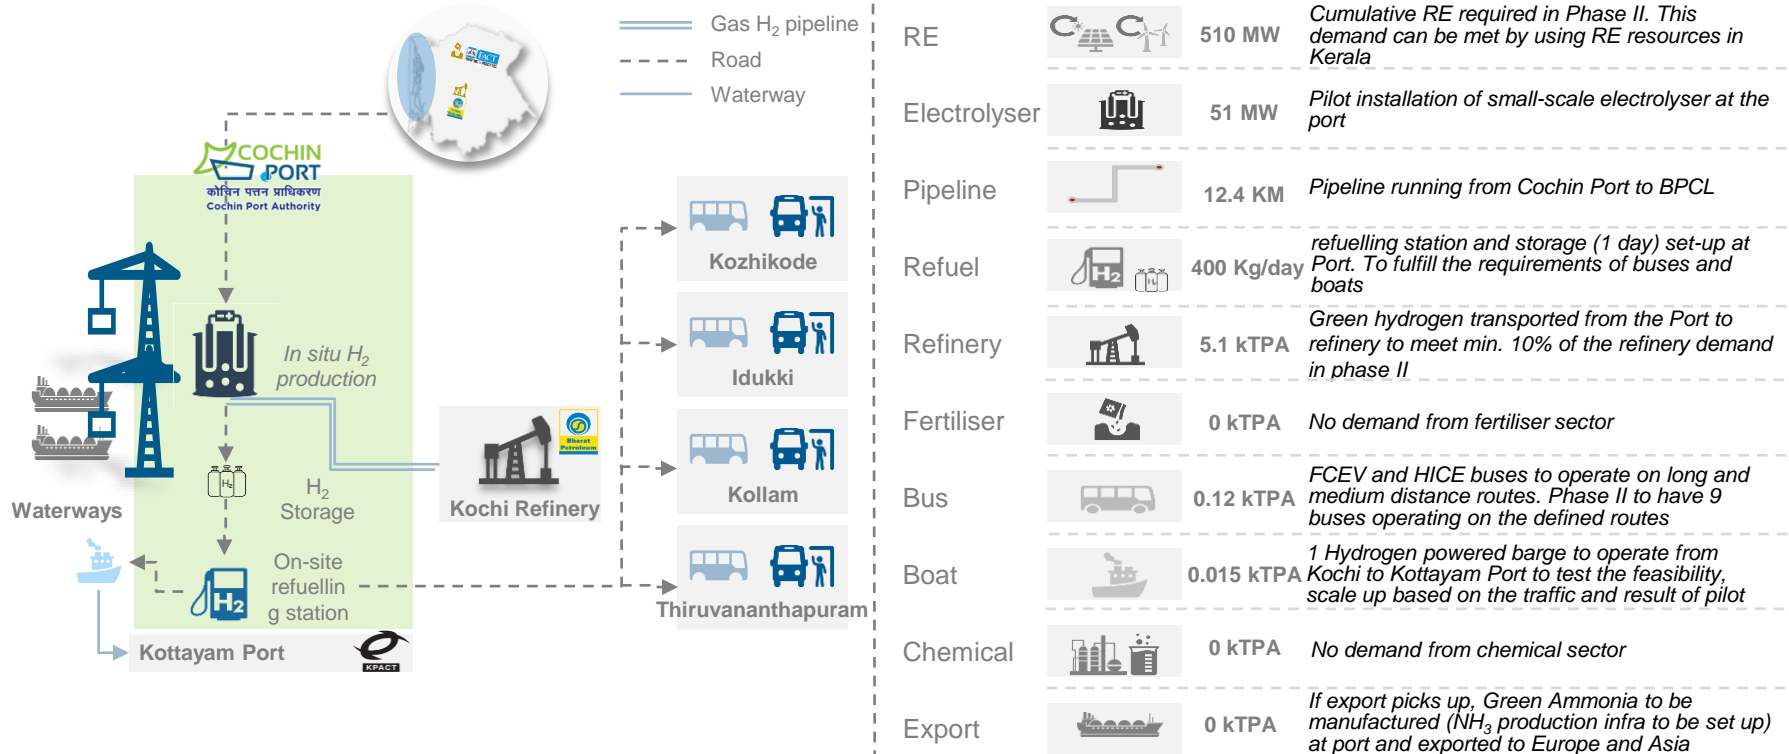 Gas H₂ pipeline
Road
Waterway
FACT
COCHIN
PORT
कोचिन पत्तन प्राधिकरण
Cochin Port Authority
In situ H₂
production
H₂
H₂
Storage
Waterways
On-site
refuellin
g station
H₂
Kottayam Port
KPACT
Bharat
Petroleum
Kochi Refinery
Kozhikode
Idukki
Kollam
Thiruvananthapuram
RE
510 MW
Cumulative RE required in Phase II. This
demand can be met by using RE resources in
Kerala
Electrolyser
51 MW
Pilot installation of small-scale electrolyser at the
port
Pipeline
12.4 KM
Pipeline running from Cochin Port to BPCL
Refuel
H₂
400 Kg/day
refuelling station and storage (1 day) set-up at
Port. To fulfill the requirements of buses and
boats
Refinery
5.1 kTPA
Green hydrogen transported from the Port to
refinery to meet min. 10% of the refinery demand
in phase II
Fertiliser
0 kTPA
No demand from fertiliser sector
Bus
0.12 kTPA
FCEV and HICE buses to operate on long and
medium distance routes. Phase II to have 9
buses operating on the defined routes
Boat
0.015 kTPA
1 Hydrogen powered barge to operate from
Kochi to Kottayam Port to test the feasibility,
scale up based on the traffic and result of pilot
Chemical
0 kTPA
No demand from chemical sector
Export
0 kTPA
If export picks up, Green Ammonia to be
manufactured (NH₃ production infra to be set up)
at port and exported to Europe and Asia